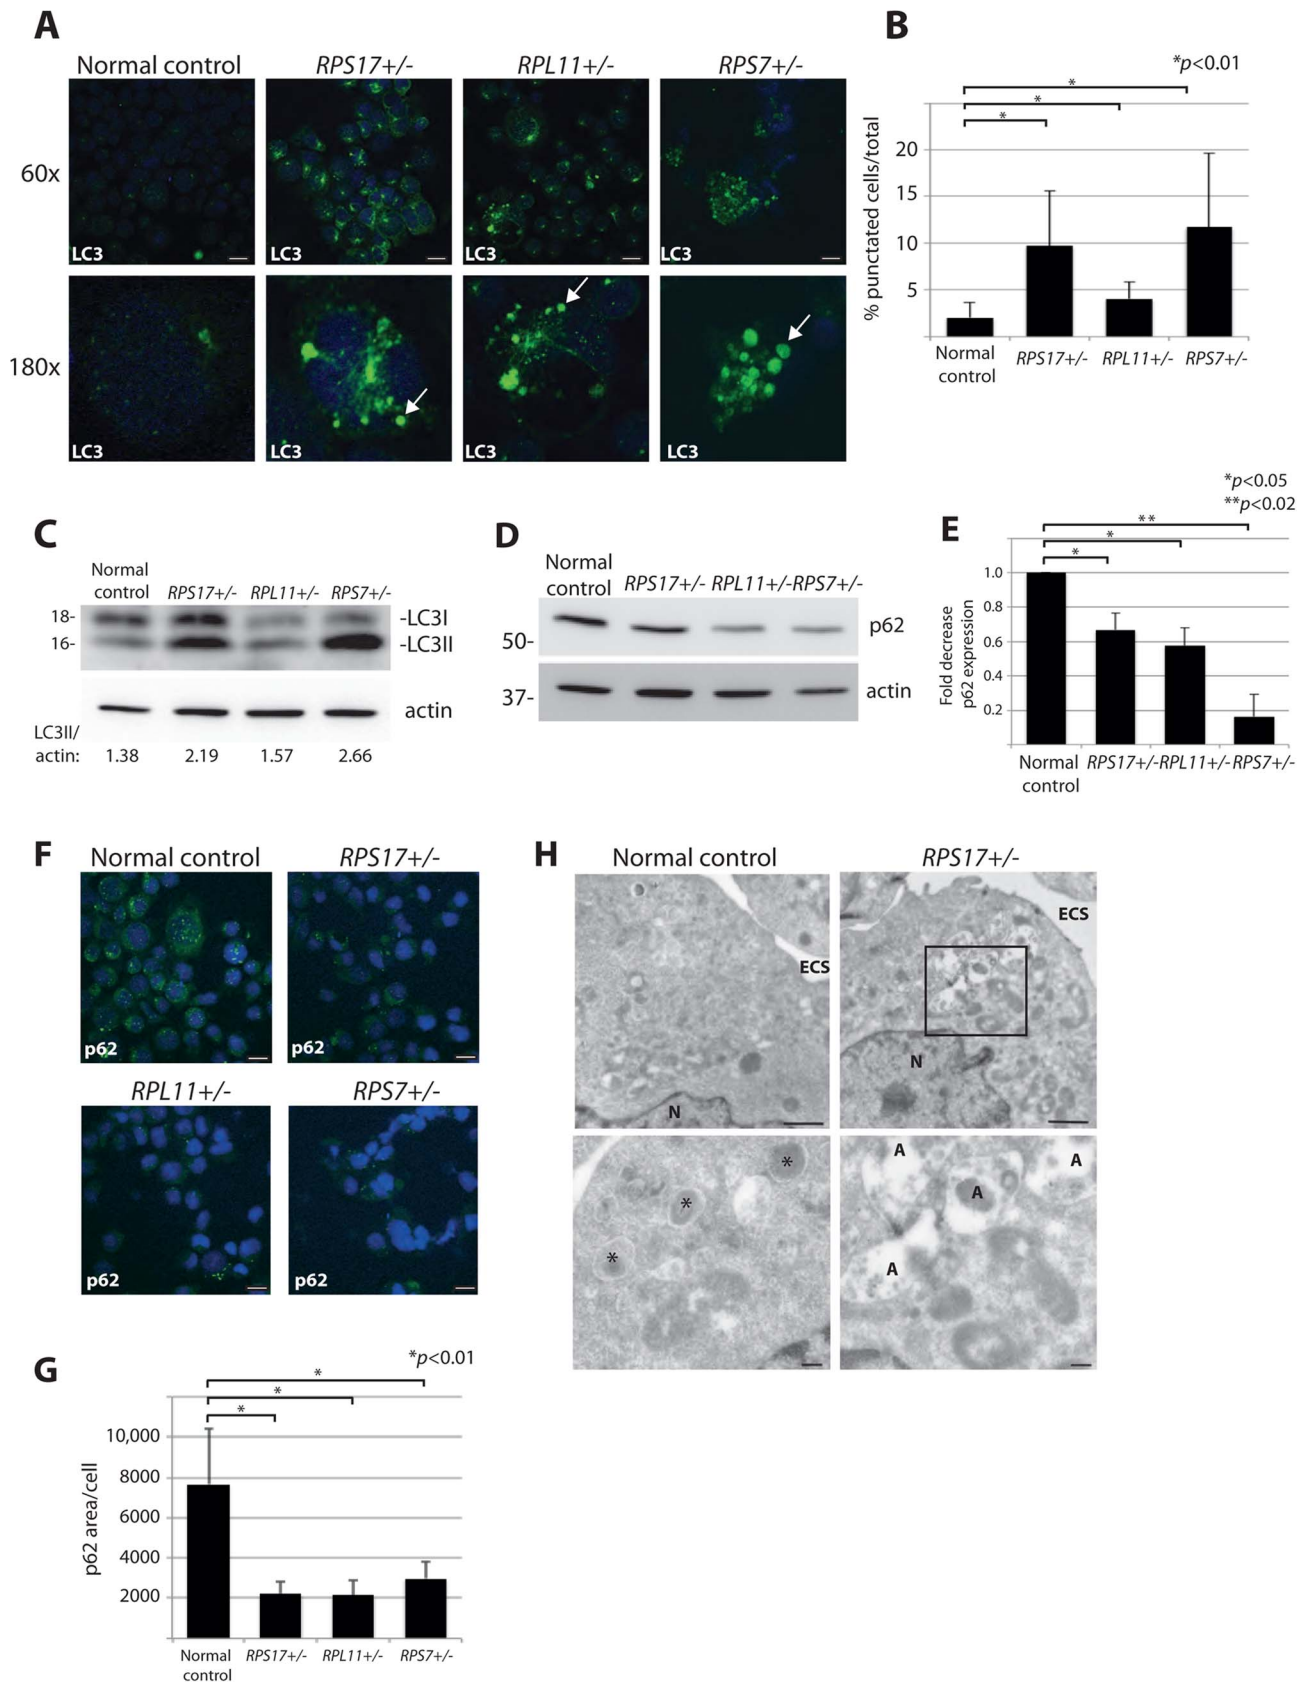 A
Normal control
RPS17+/-
RPL11+/-
RPS7+/-
60x
LC3
LC3
LC3
LC3
180x
LC3
LC3
LC3
LC3
B
*p<0.01
*
*
*
% punctated cells/total
20
15
10
5
Normal
control
RPS17+/-
RPL11+/-
RPS7+/-
C
Normal
control
RPS17+/-
RPL11+/-
RPS7+/-
18-
-LC3I
16-
-LC3II
actin
LC3II/
actin:
1.38
2.19
1.57
2.66
D
Normal
control
RPS17+/-
RPL11+/-
RPS7+/-
p62
50-
37-
actin
E
*p<0.05
**p<0.02
**
*
*
Fold decrease
p62 expression
1.0
0.8
0.6
0.4
0.2
Normal
control
RPS17+/-
RPL11+/-
RPS7+/-
F
Normal control
RPS17+/-
p62
p62
RPL11+/-
RPS7+/-
p62
p62
G
*p<0.01
*
*
*
p62 area/cell
10,000
8000
6000
4000
2000
Normal
control
RPS17+/-
RPL11+/-
RPS7+/-
H
Normal control
RPS17+/-
ECS
N
ECS
N
*
*
*
A
A
A
A